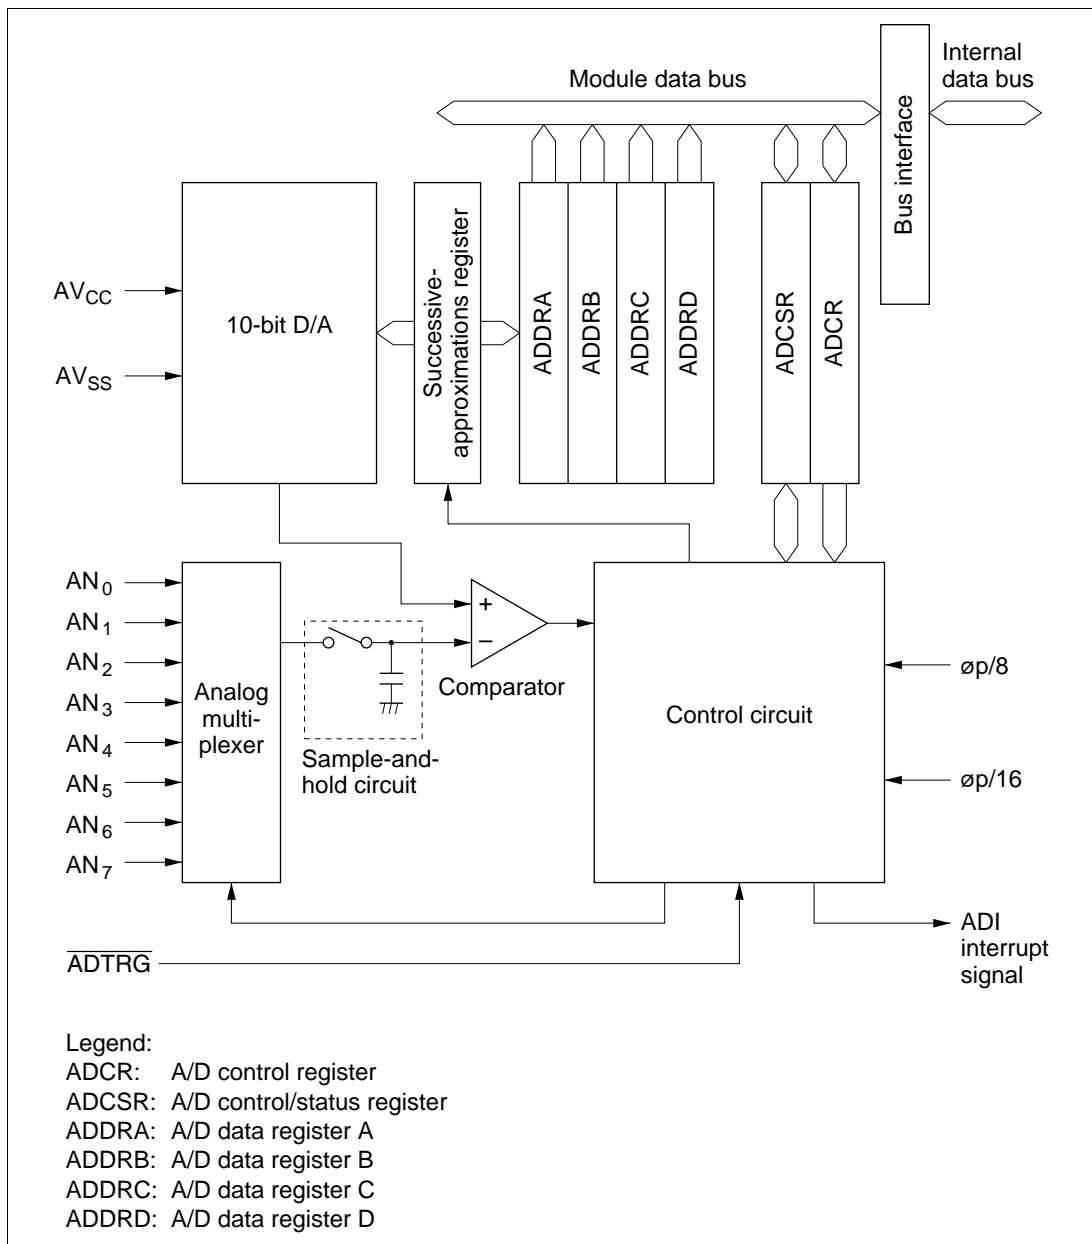 Module data bus
Internal
data bus
Bus interface
AVCC
AVSS
10-bit D/A
Successive-
approximations register
ADDRA
ADDRB
ADDRC
ADDRD
ADCSR
ADCR
AN0
AN1
AN2
AN3
AN4
AN5
AN6
AN7
Analog
multi-
plexer
+
−
Comparator
Sample-and-
hold circuit
Control circuit
øp/8
øp/16
ADTRG
ADI
interrupt
signal
Legend:
ADCR: A/D control register
ADCSR: A/D control/status register
ADDRA: A/D data register A
ADDRB: A/D data register B
ADDRC: A/D data register C
ADDRD: A/D data register D